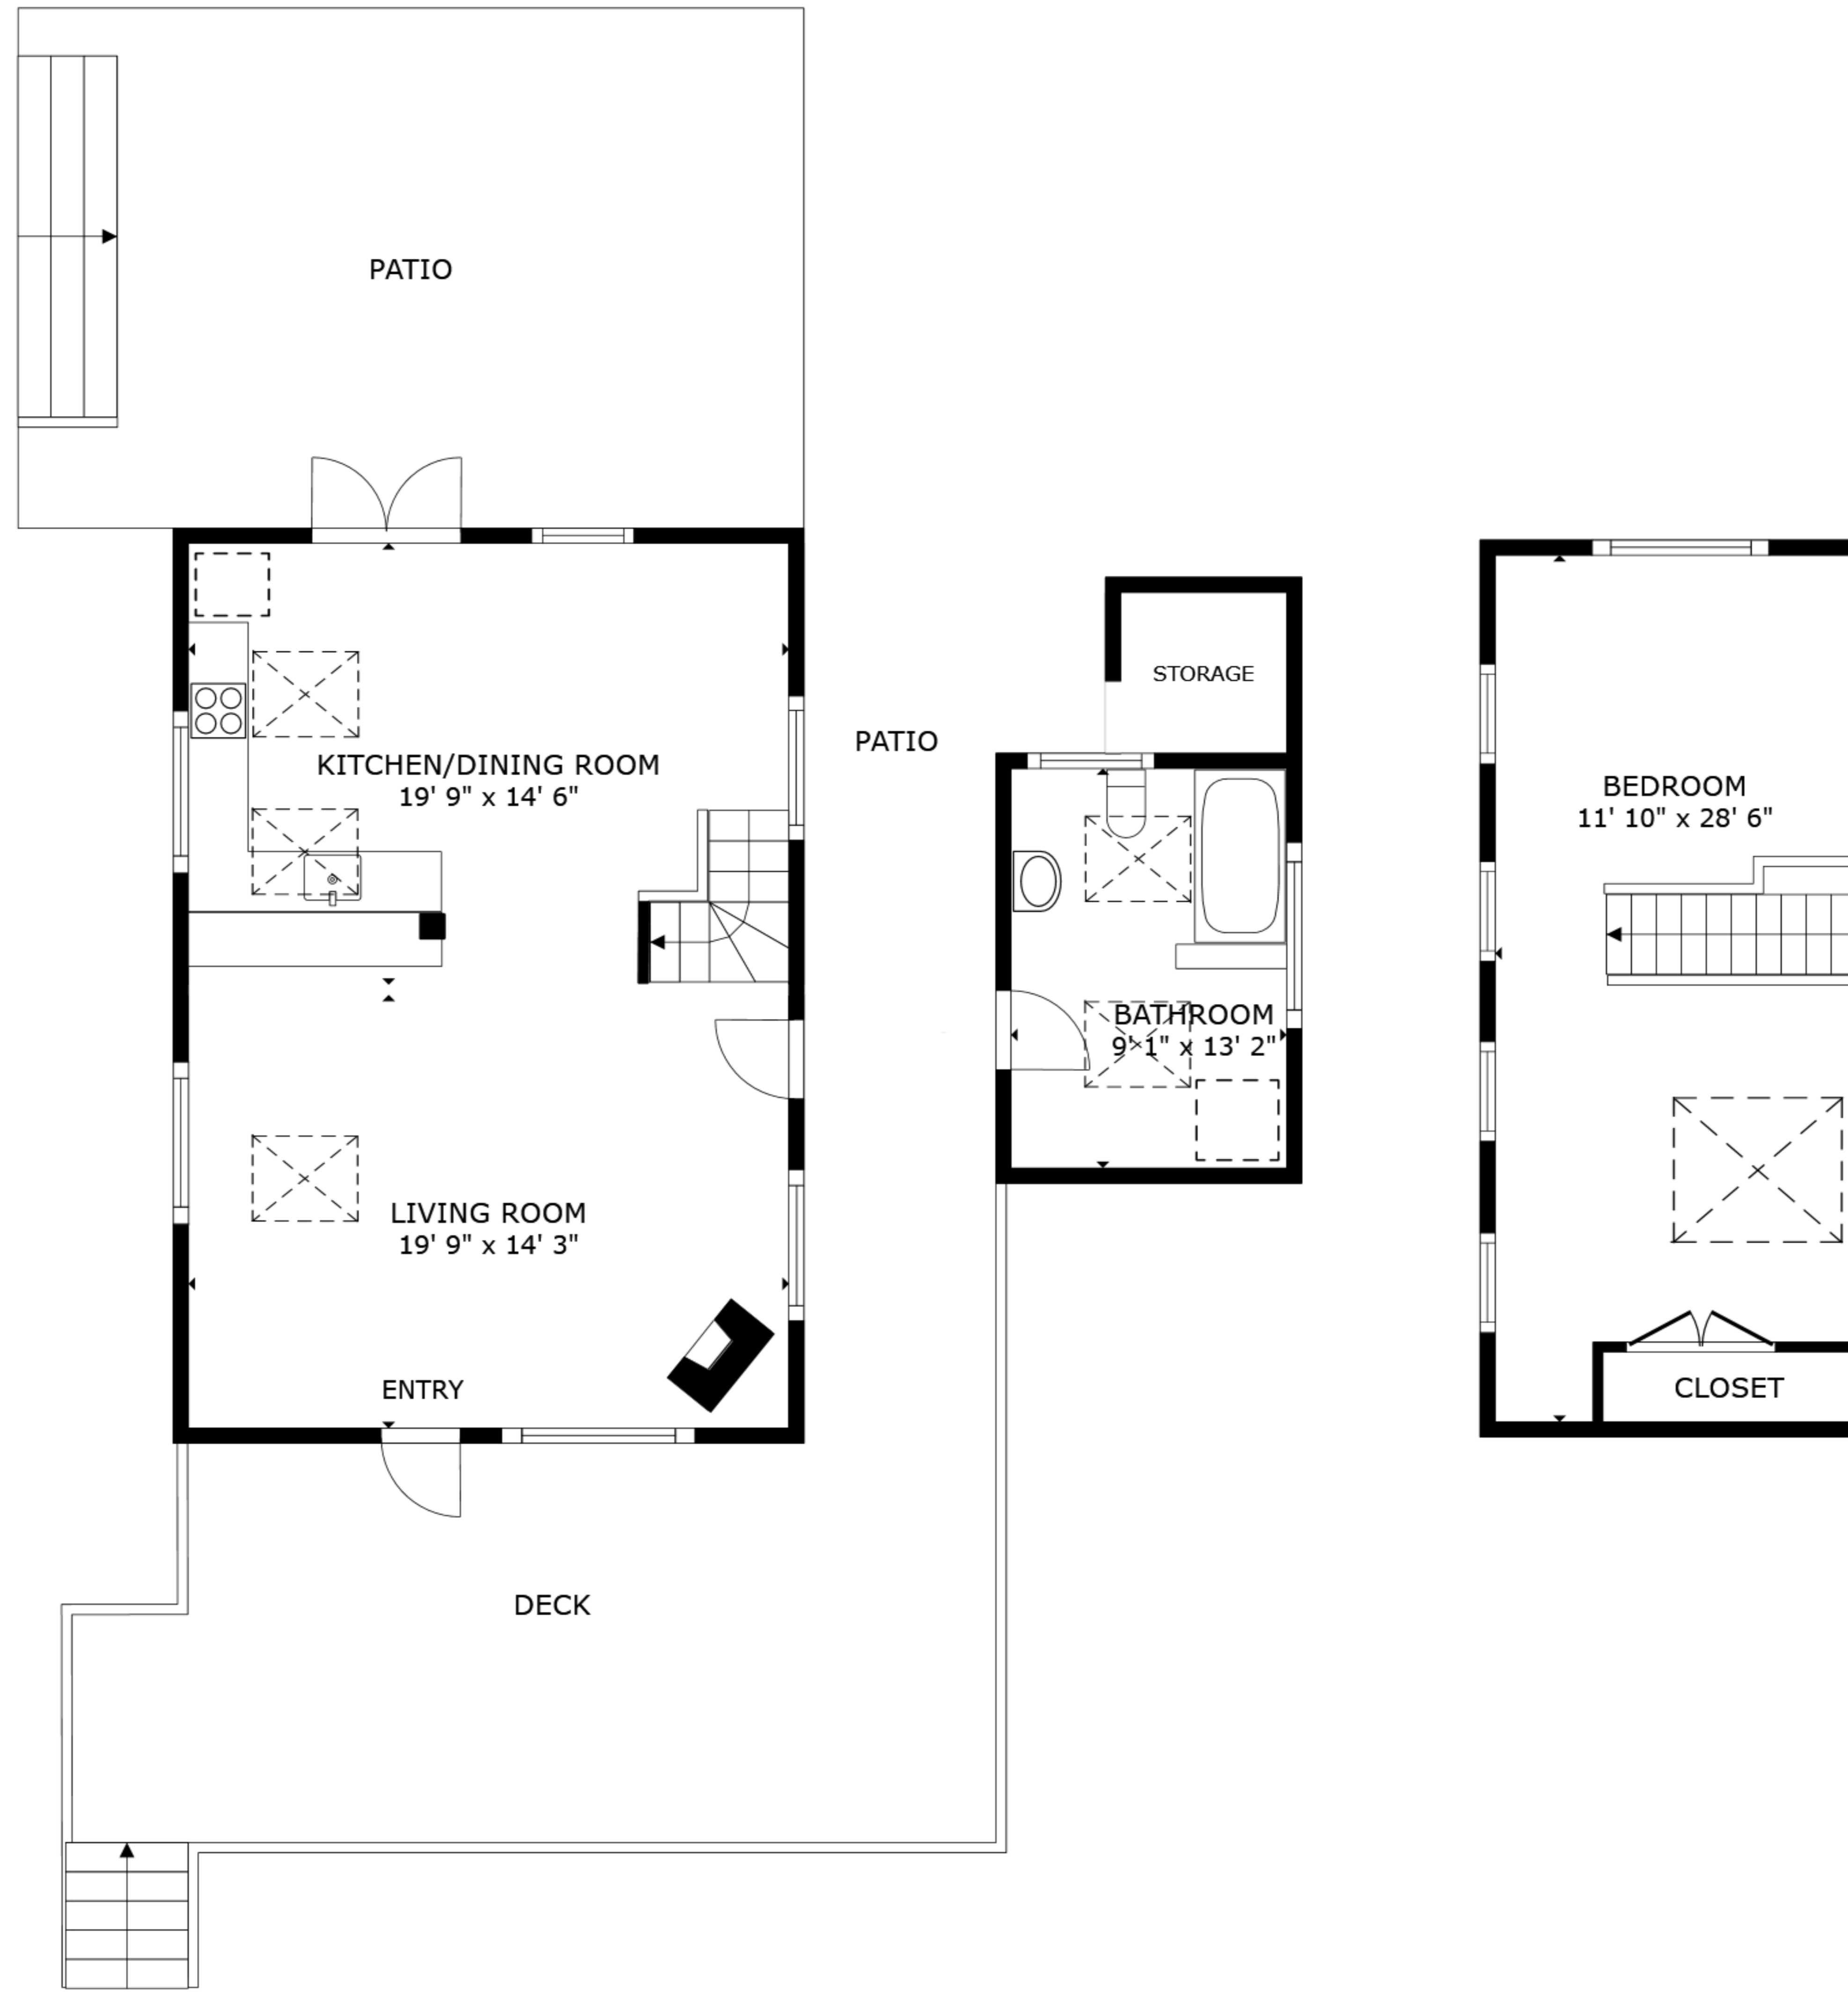 PATIO
KITCHEN/DINING ROOM
19' 9" x 14' 6"
PATIO
STORAGE
BEDROOM
11' 10" x 28' 6"
BATHROOM
9' 1" x 13' 2"
LIVING ROOM
19' 9" x 14' 3"
ENTRY
CLOSET
DECK